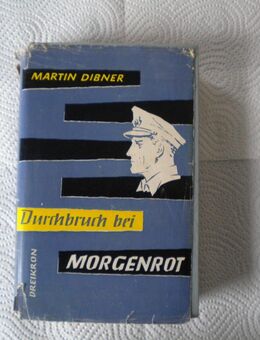 MARTIN DIBNER
Durchbruch bei
MORGENROT
DREIKRON